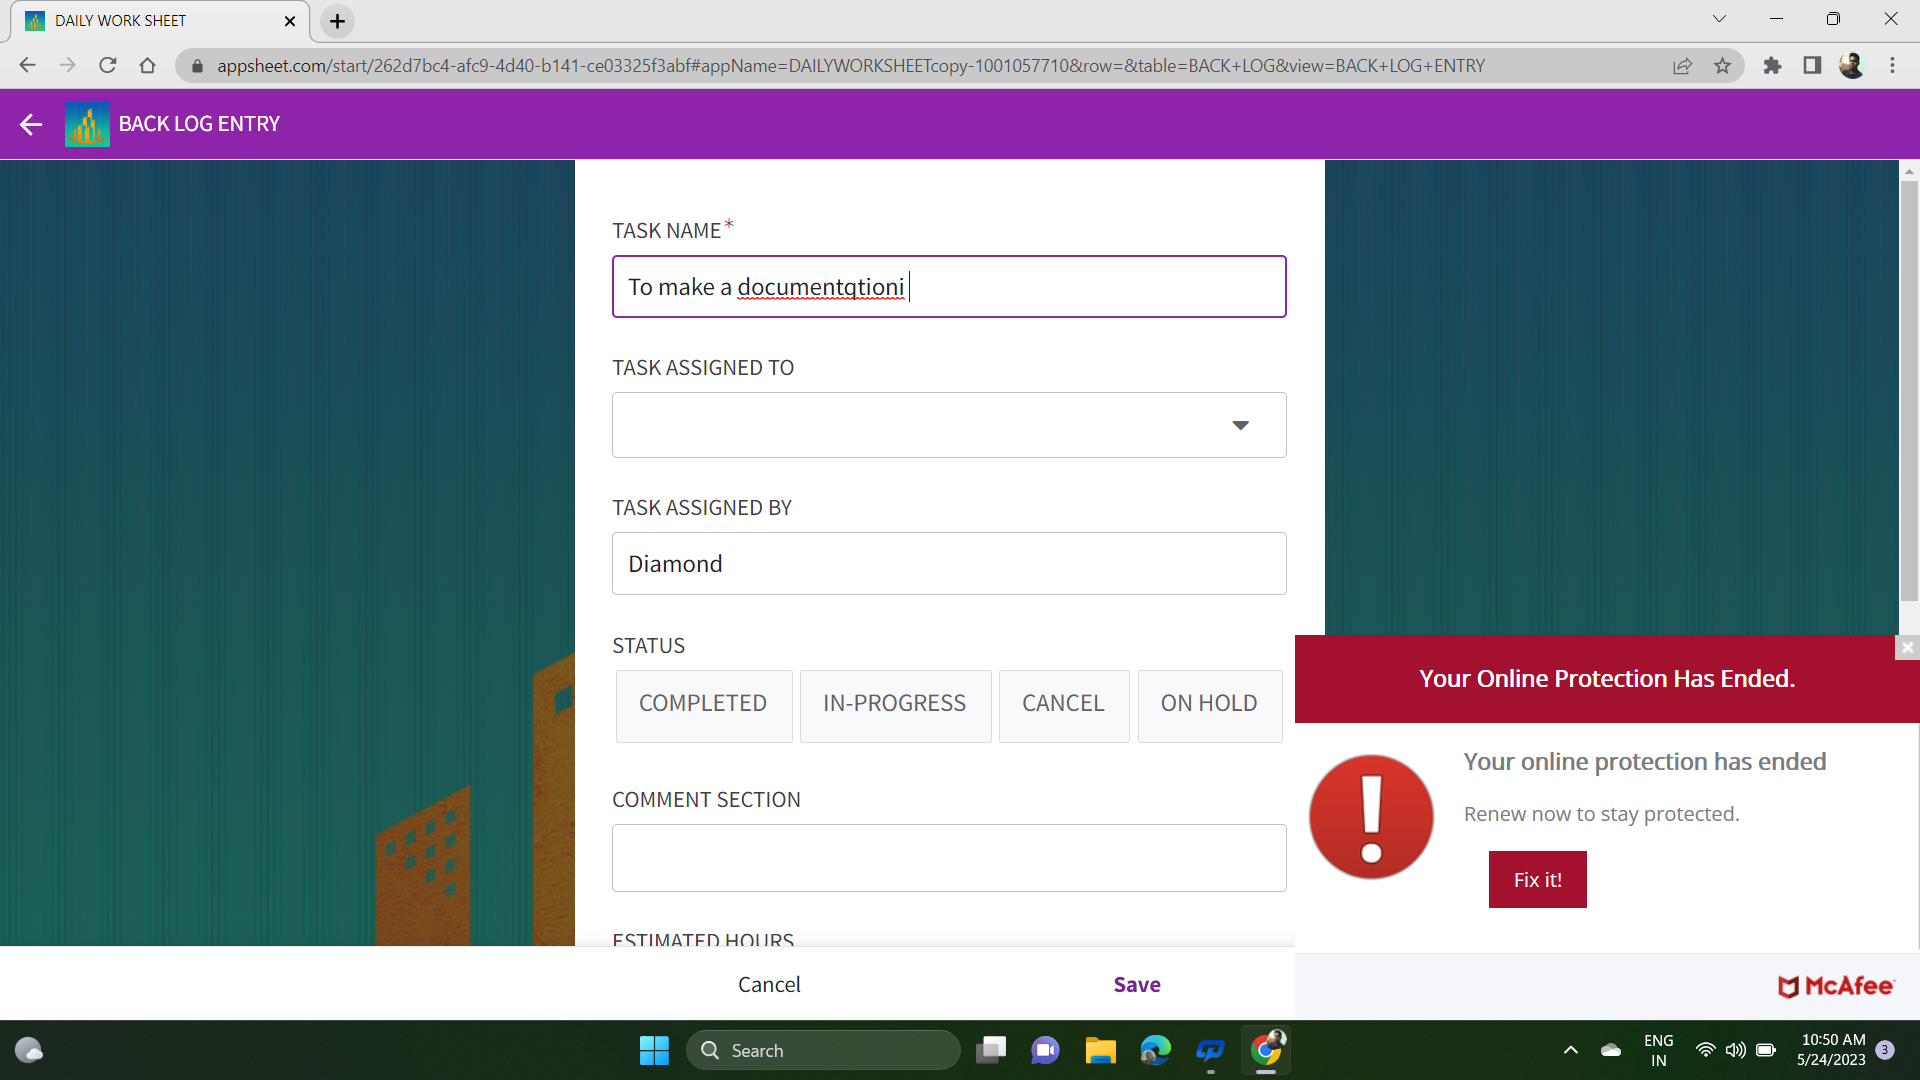 DAILY WORK SHEET
appsheet.com/start/262d7bc4-afc9-4d40-b141-ce03325f3abf#appName=DAILYWORKSHEETcopy-1001057710&row=&table=BACK+LOG&view=BACK+LOG+ENTRY
BACK LOG ENTRY
TASK NAME*
To make a documentqtioni
TASK ASSIGNED TO
TASK ASSIGNED BY
Diamond
STATUS
COMPLETED IN-PROGRESS CANCEL ON HOLD
COMMENT SECTION
ESTIMATED HOURS
Cancel Save
Your Online Protection Has Ended.
Your online protection has ended
Renew now to stay protected.
Fix it!
McAfee
Search
ENG
IN
10:50 AM
5/24/2023
3